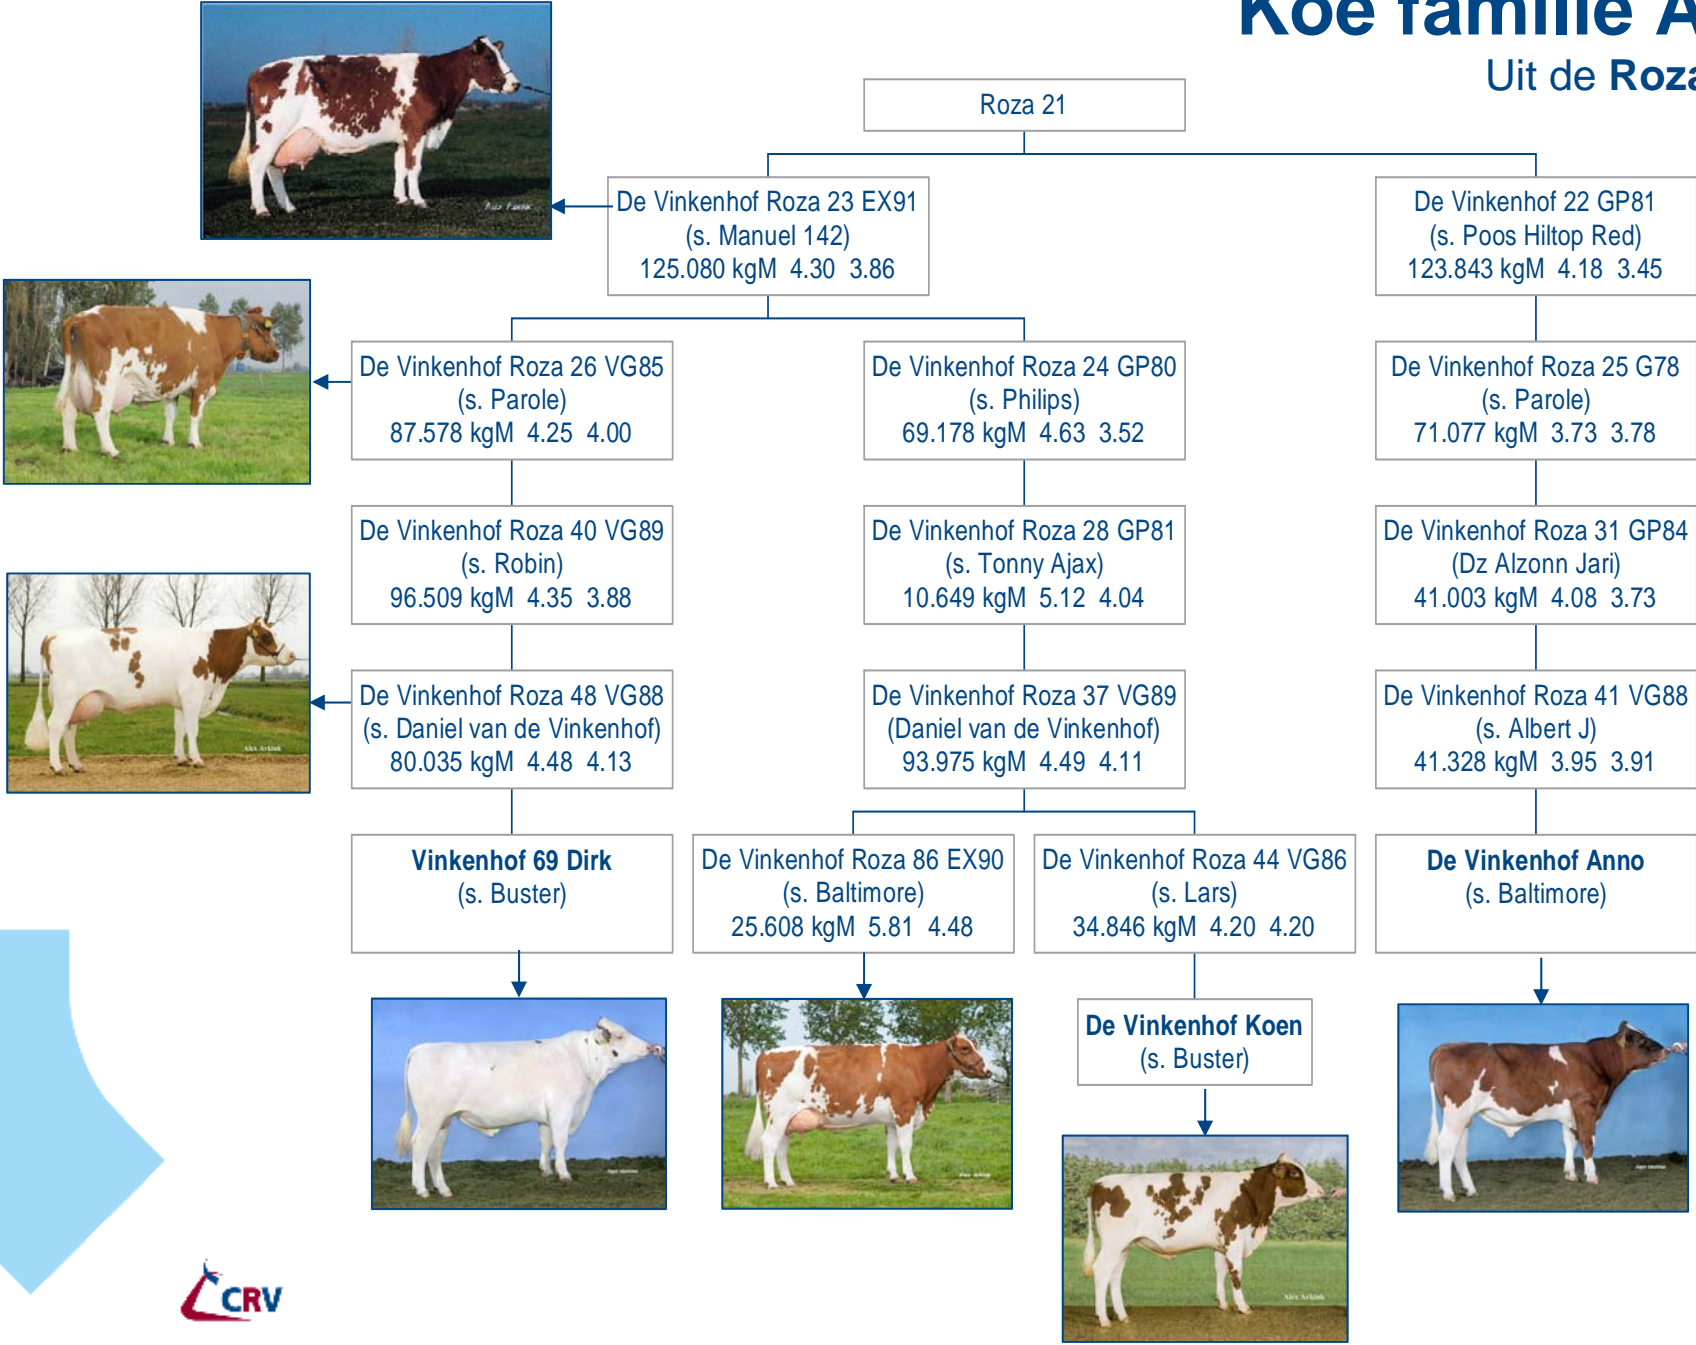 Koe familie A
Uit de Roza
Roza 21
De Vinkenhof Roza 23 EX91
(s. Manuel 142)
125.080 kgM 4.30 3.86
De Vinkenhof 22 GP81
(s. Poos Hiltop Red)
123.843 kgM 4.18 3.45
De Vinkenhof Roza 26 VG85
(s. Parole)
87.578 kgM 4.25 4.00
De Vinkenhof Roza 24 GP80
(s. Philips)
69.178 kgM 4.63 3.52
De Vinkenhof Roza 25 G78
(s. Parole)
71.077 kgM 3.73 3.78
De Vinkenhof Roza 40 VG89
(s. Robin)
96.509 kgM 4.35 3.88
De Vinkenhof Roza 28 GP81
(s. Tonny Ajax)
10.649 kgM 5.12 4.04
De Vinkenhof Roza 31 GP84
(Dz Alzonn Jari)
41.003 kgM 4.08 3.73
De Vinkenhof Roza 48 VG88
(s. Daniel van de Vinkenhof)
80.035 kgM 4.48 4.13
De Vinkenhof Roza 37 VG89
(Daniel van de Vinkenhof)
93.975 kgM 4.49 4.11
De Vinkenhof Roza 41 VG88
(s. Albert J)
41.328 kgM 3.95 3.91
Alex Arkink
Vinkenhof 69 Dirk
(s. Buster)
De Vinkenhof Roza 86 EX90
(s. Baltimore)
25.608 kgM 5.81 4.48
De Vinkenhof Roza 44 VG86
(s. Lars)
34.846 kgM 4.20 4.20
De Vinkenhof Anno
(s. Baltimore)
De Vinkenhof Koen
(s. Buster)
Alex Arkink
Alex Arkink
CRV